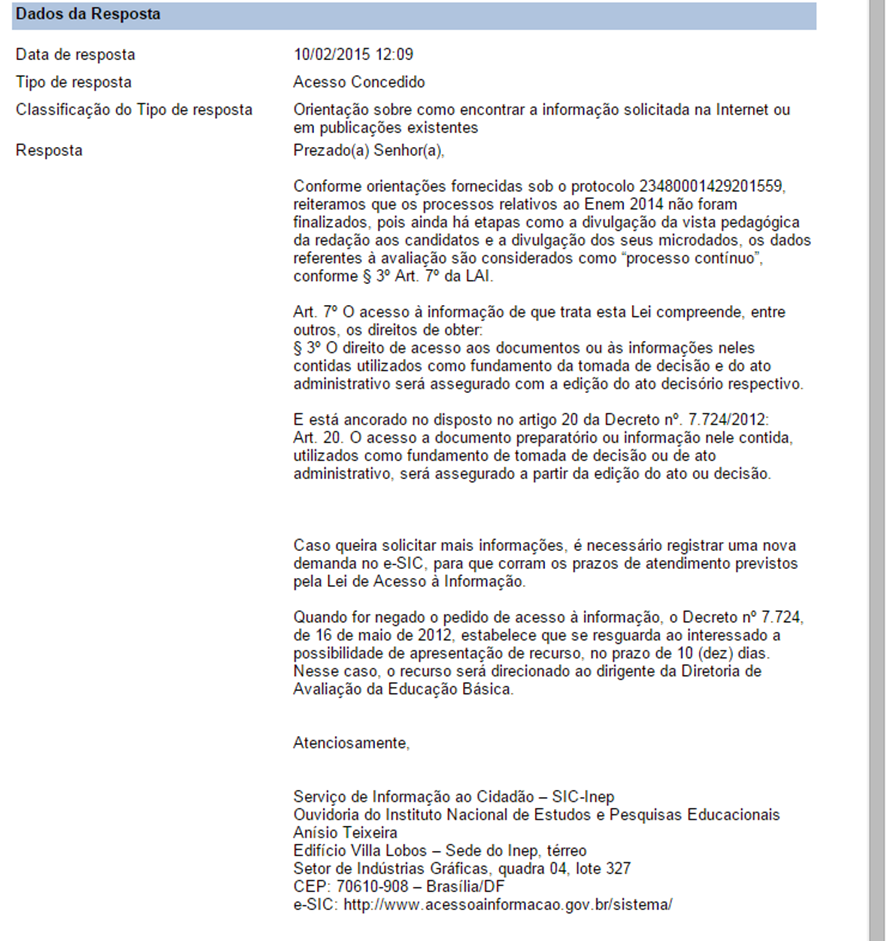 Dados da Resposta
Data de resposta 10/02/2015 12:09
Tipo de resposta Acesso Concedido
Classificação do Tipo de resposta Orientação sobre como encontrar a informação solicitada na Internet ou
em publicações existentes
Resposta Prezado(a) Senhor(a),
Conforme orientações fornecidas sob o protocolo 23480001429201559,
reiteramos que os processos relativos ao Enem 2014 não foram
finalizados, pois ainda há etapas como a divulgação da vista pedagógica
da redação aos candidatos e a divulgação dos seus microdados, os dados
referentes à avaliação são considerados como “processo contínuo”,
conforme § 3º Art. 7º da LAI.
Art. 7º O acesso à informação de que trata esta Lei compreende, entre
outros, os direitos de obter:
§ 3º O direito de acesso aos documentos ou às informações neles
contidas utilizados como fundamento da tomada de decisão e do ato
administrativo será assegurado com a edição do ato decisório respectivo.
E está ancorado no disposto no artigo 20 da Decreto nº. 7.724/2012:
Art. 20. O acesso a documento preparatório ou informação nele contida,
utilizados como fundamento de tomada de decisão ou de ato
administrativo, será assegurado a partir da edição do ato ou decisão.
Caso queira solicitar mais informações, é necessário registrar uma nova
demanda no e-SIC, para que corram os prazos de atendimento previstos
pela Lei de Acesso à Informação.
Quando for negado o pedido de acesso à informação, o Decreto nº 7.724,
de 16 de maio de 2012, estabelece que se resguarda ao interessado a
possibilidade de apresentação de recurso, no prazo de 10 (dez) dias.
Nesse caso, o recurso será direcionado ao dirigente da Diretoria de
Avaliação da Educação Básica.
Atenciosamente,
Serviço de Informação ao Cidadão – SIC-Inep
Ouvidoria do Instituto Nacional de Estudos e Pesquisas Educacionais
Anísio Teixeira
Edifício Villa Lobos – Sede do Inep, térreo
Setor de Indústrias Gráficas, quadra 04, lote 327
CEP: 70610-908 – Brasília/DF
e-SIC: http://www.acessoainformacao.gov.br/sistema/